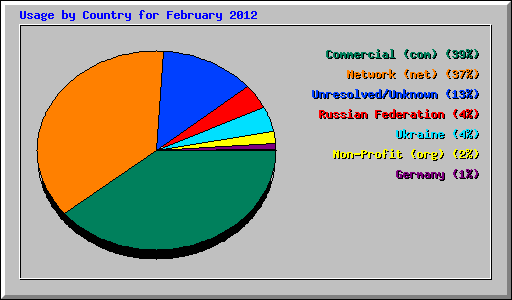 Usage by Country for February 2012
Commercial (com) (39%)
Network (net) (37%)
Unresolved/Unknown (13%)
Russian Federation (4%)
Ukraine (4%)
Non-Profit (org) (2%)
Germany (1%)